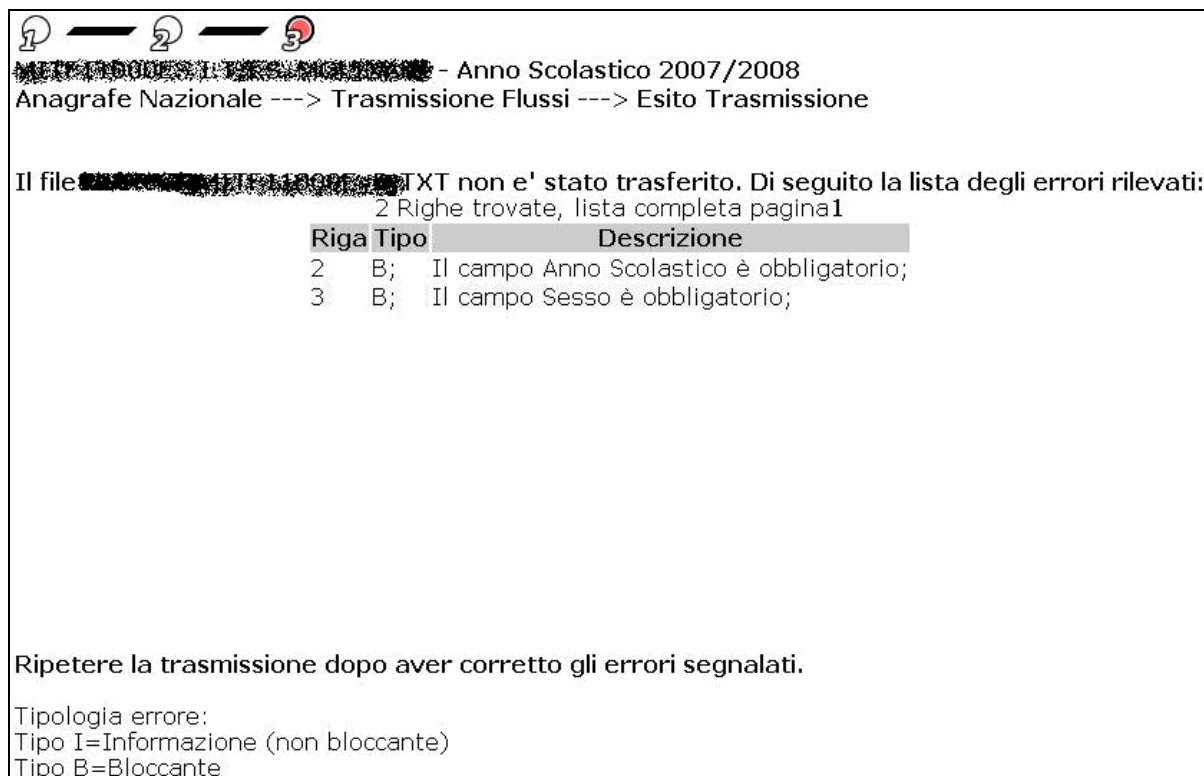 1 2 3
- Anno Scolastico 2007/2008
Anagrafe Nazionale ---> Trasmissione Flussi ---> Esito Trasmissione
Il file TXT non e' stato trasferito. Di seguito la lista degli errori rilevati:
2 Righe trovate, lista completa pagina1
Riga Tipo Descrizione
2 B; Il campo Anno Scolastico è obbligatorio;
3 B; Il campo Sesso è obbligatorio;
Ripetere la trasmissione dopo aver corretto gli errori segnalati.
Tipologia errore:
Tipo I=Informazione (non bloccante)
Tipo B=Bloccante